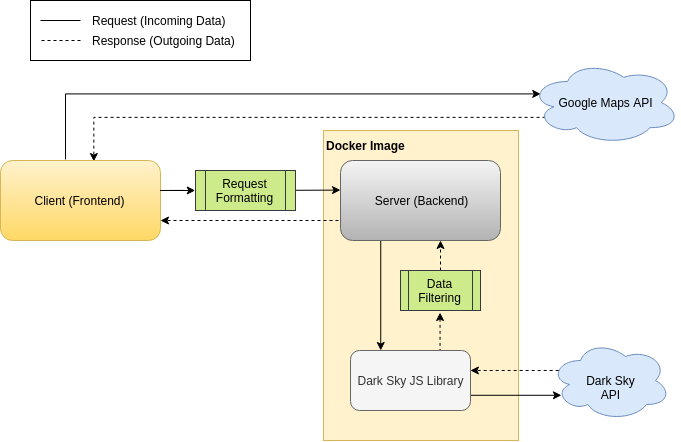 Request (Incoming Data)
Response (Outgoing Data)
Google Maps API
Docker Image
Client (Frontend)
Request
Formatting
Server (Backend)
Data
Filtering
Dark Sky JS Library
Dark Sky
API